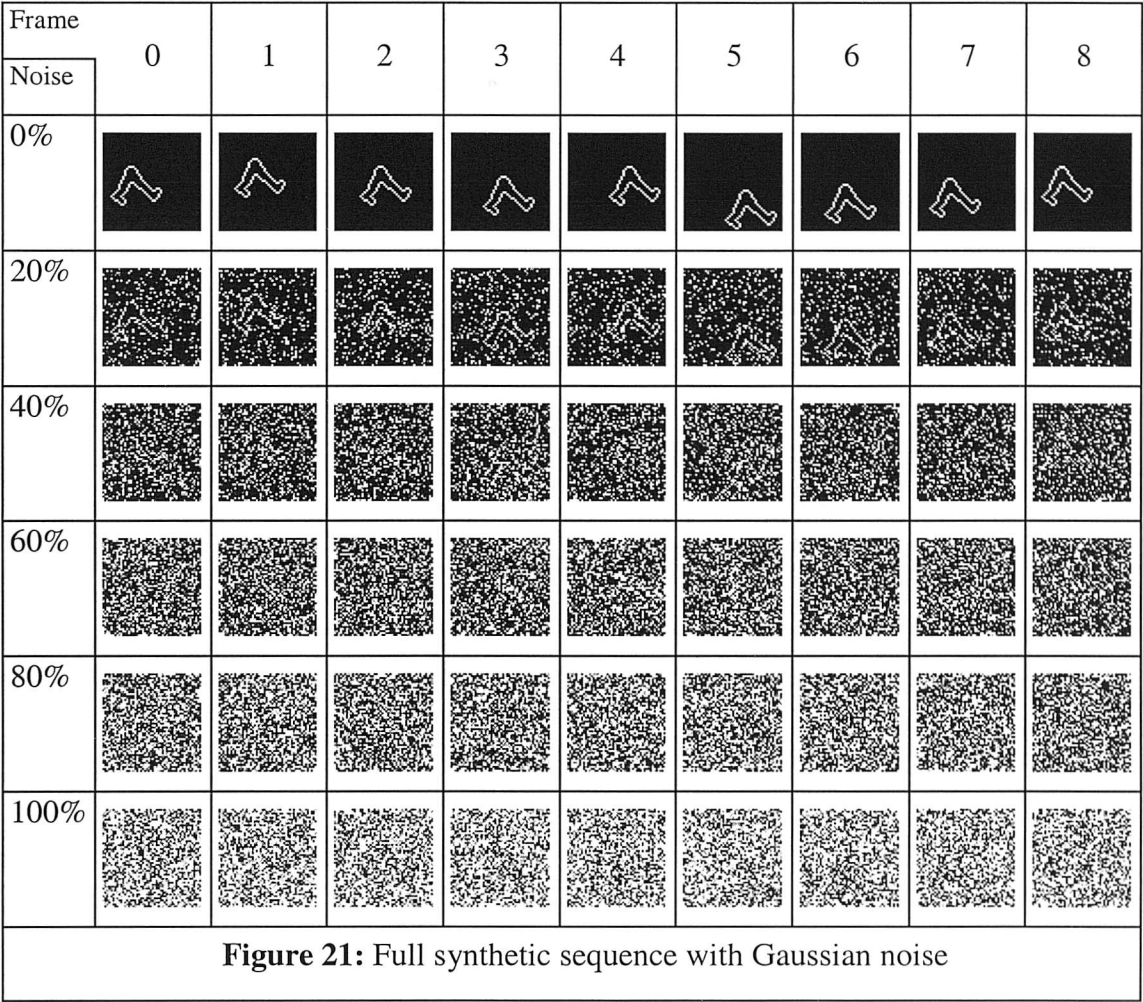 Frame
0 1 2 3 4 5 6 7 8
Noise
0%
20%
40%
60%
80%
100%
Figure 21: Full synthetic sequence with Gaussian noise